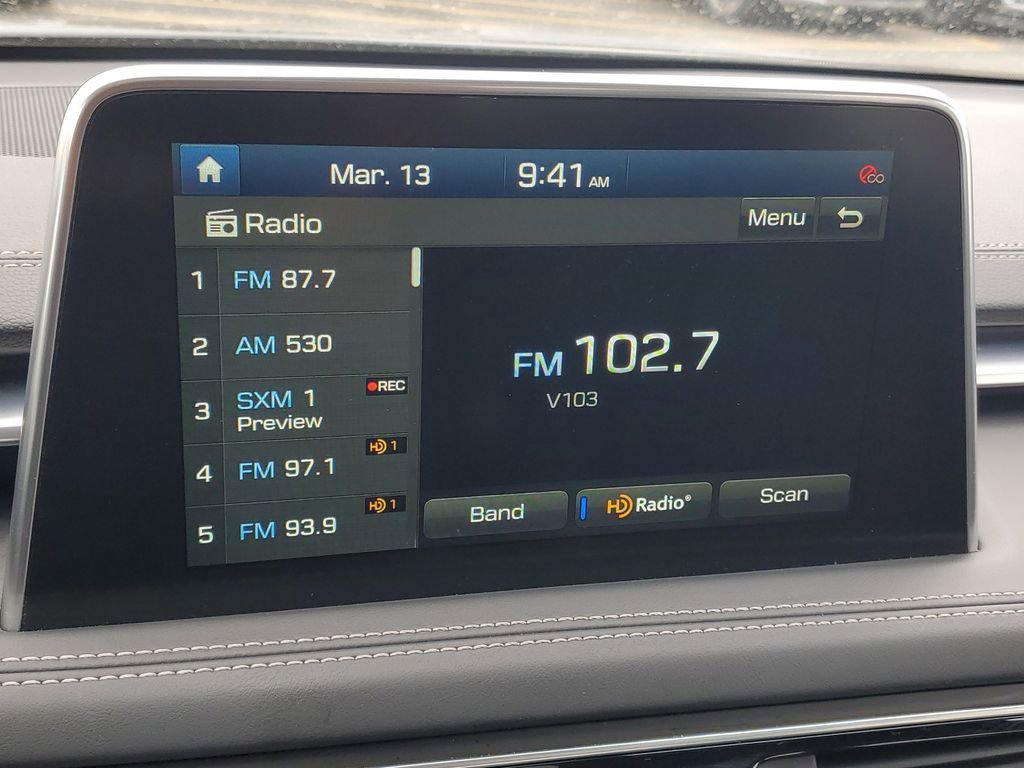 Mar. 13
9:41 AM
eco
Radio
Menu
1 FM 87.7
2 AM 530
3 SXM 1
REC
Preview
4 FM 97.1
HD 1
5 FM 93.9
HD 1
FM 102.7
V103
Band
HD Radio®
Scan